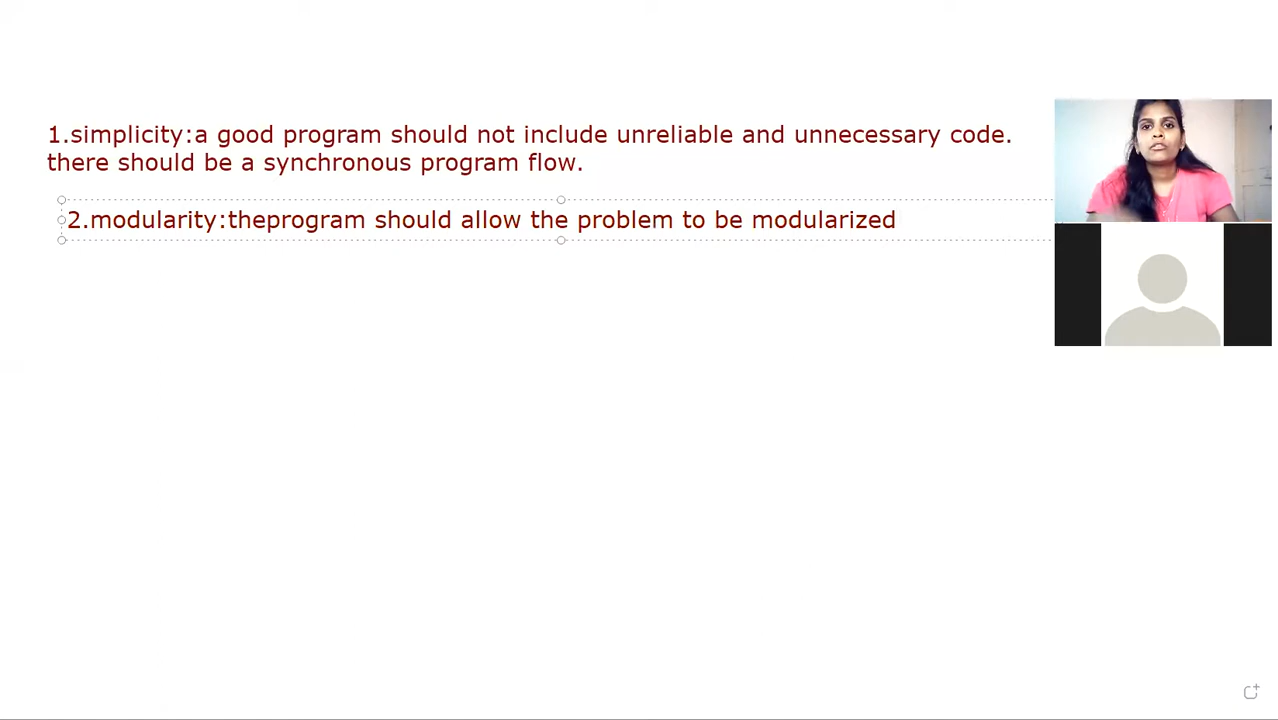 1.simplicity:a good program should not include unreliable and unnecessary code.
there should be a synchronous program flow.
2.modularity:theprogram should allow the problem to be modularized